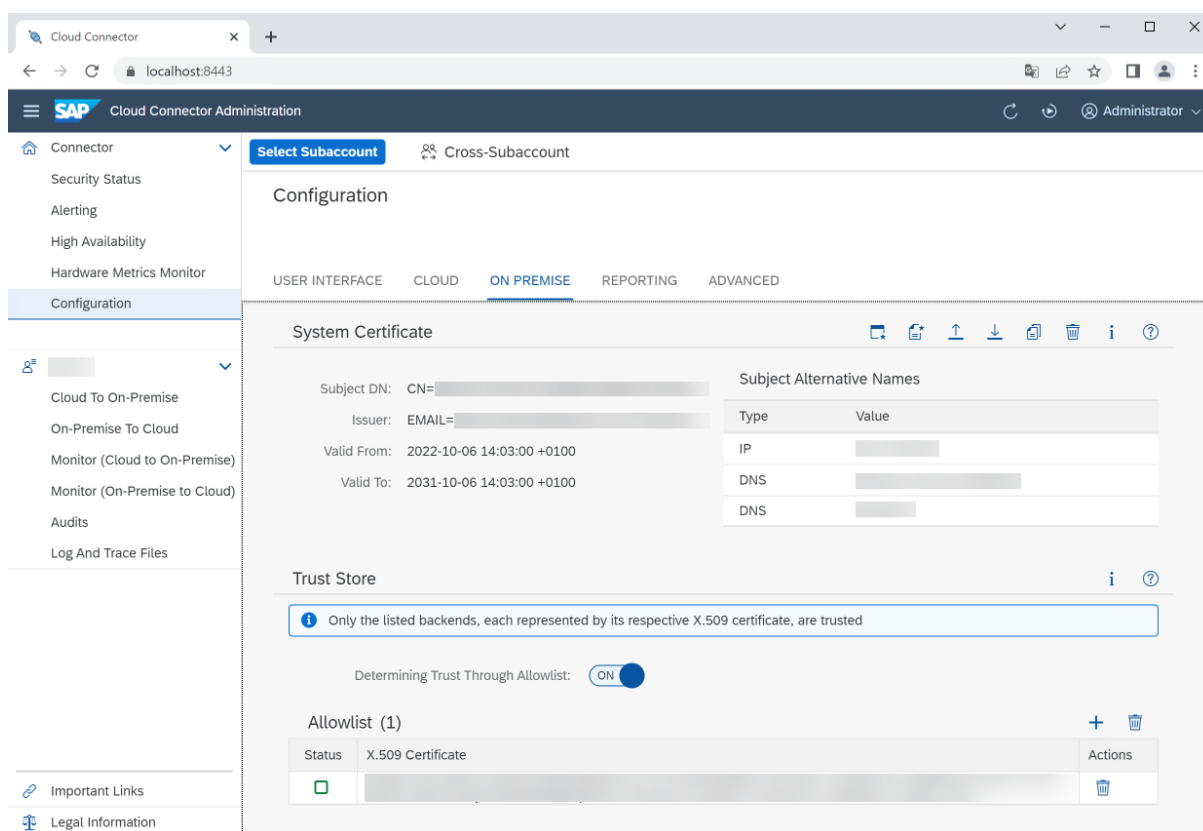 Cloud Connector
localhost:8443
SAP Cloud Connector Administration
Administrator
Connector
Security Status
Alerting
High Availability
Hardware Metrics Monitor
Configuration
Cloud To On-Premise
On-Premise To Cloud
Monitor (Cloud to On-Premise)
Monitor (On-Premise to Cloud)
Audits
Log And Trace Files
Important Links
Legal Information
Select Subaccount Cross-Subaccount
Configuration
USER INTERFACE CLOUD ON PREMISE REPORTING ADVANCED
System Certificate
Subject DN: CN=
Issuer: EMAIL=
Valid From: 2022-10-06 14:03:00 +0100
Valid To: 2031-10-06 14:03:00 +0100
Subject Alternative Names
Type Value
IP
DNS
DNS
Trust Store
Only the listed backends, each represented by its respective X.509 certificate, are trusted
Determining Trust Through Allowlist: ON
Allowlist (1)
Status X.509 Certificate Actions